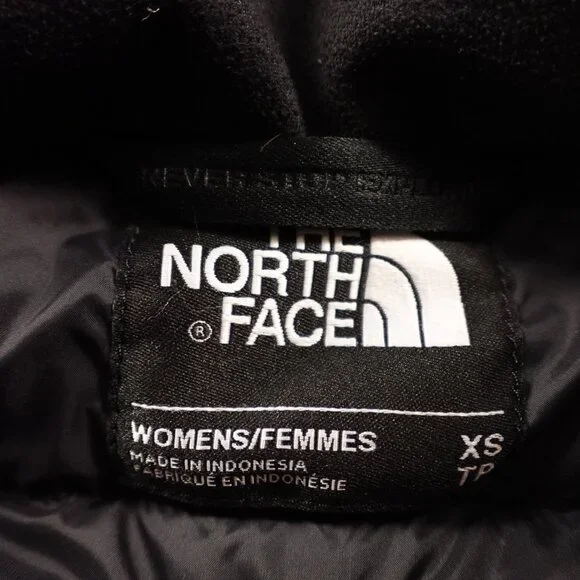 NEVER STOP EXPLORING
THE
NORTH
® FACE
WOMENS/FEMMES XS
MADE IN INDONESIA TP
FABRIQUÉ EN INDONÉSIE